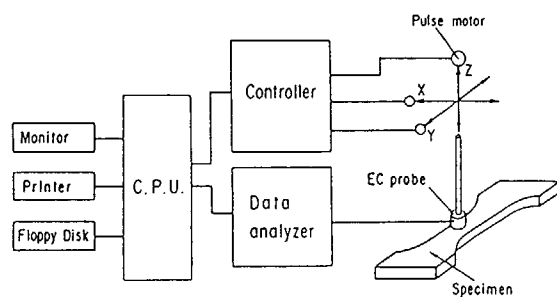 Pulse motor
Z
Controller
X
Y
Monitor
Printer
Floppy Disk
C.P.U.
EC probe
Data
analyzer
Specimen